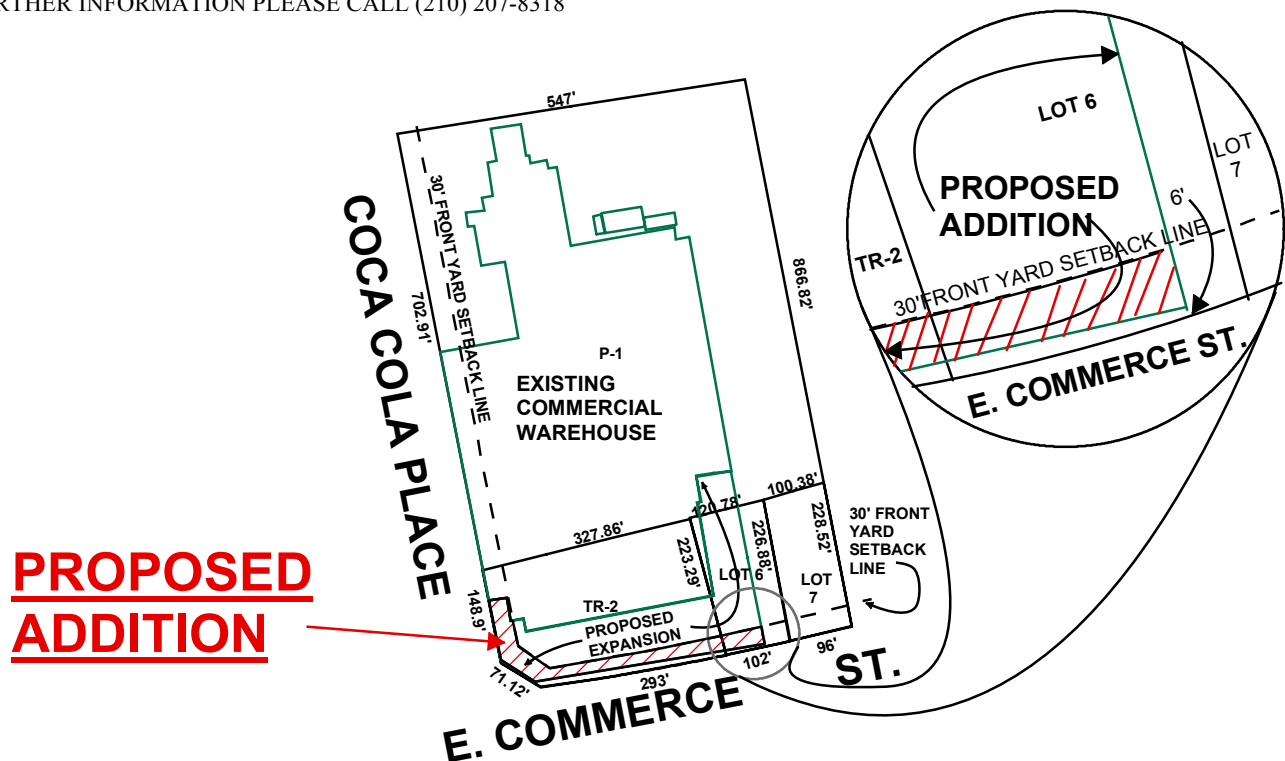 RTHER INFORMATION PLEASE CALL (210) 207-8318
547'
30' FRONT YARD SETBACK LINE
COCA COLA PLACE
702.91'
866.82'
P-1
EXISTING
COMMERCIAL
WAREHOUSE
327.86'
120.78'
100.38'
223.29'
226.88'
228.52'
LOT 6
LOT
7
30' FRONT
YARD
SETBACK
LINE
PROPOSED
ADDITION
148.9'
TR-2
PROPOSED
EXPANSION
71.12'
293'
102'
96'
E. COMMERCE ST.
LOT 6
LOT
7
PROPOSED
ADDITION
6'
TR-2
30'FRONT YARD SETBACK LINE
E. COMMERCE ST.